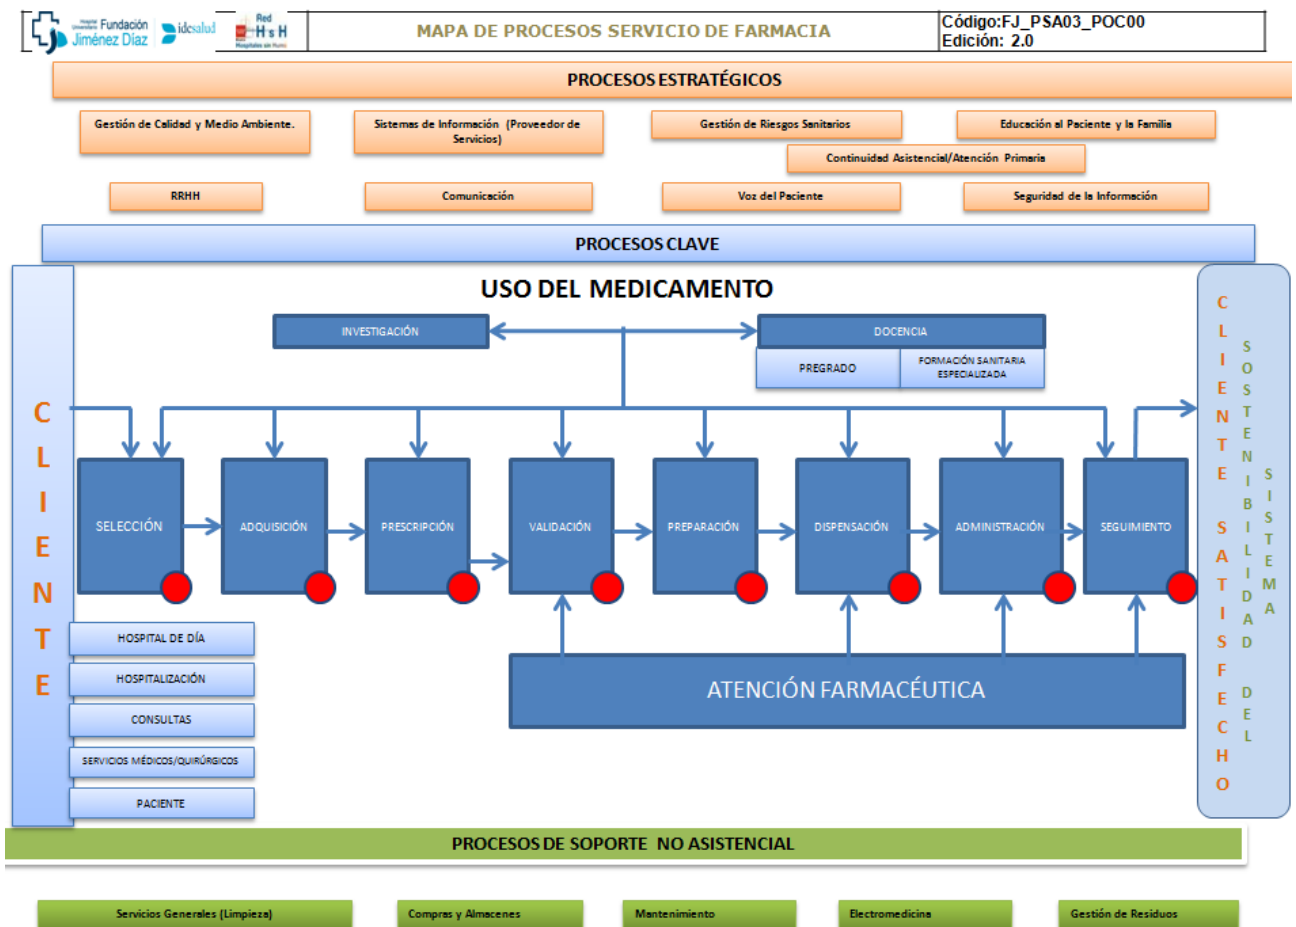 Hospital
Universitario
Fundación
Jiménez Díaz
idcsalud
Red
H s H
Hospitales sin Humo
MAPA DE PROCESOS SERVICIO DE FARMACIA
Código:FJ_PSA03_POC00
Edición: 2.0
PROCESOS ESTRATÉGICOS
Gestión de Calidad y Medio Ambiente.
Sistemas de Información (Proveedor de
Servicios)
Gestión de Riesgos Sanitarios
Educación al Paciente y la Familia
Continuidad Asistencial/Atención Primaria
RRHH
Comunicación
Voz del Paciente
Seguridad de la Información
PROCESOS CLAVE
USO DEL MEDICAMENTO
INVESTIGACIÓN
DOCENCIA
PREGRADO
FORMACIÓN SANITARIA
ESPECIALIZADA
CLIENTE
SELECCIÓN
ADQUISICIÓN
PRESCRIPCIÓN
VALIDACIÓN
PREPARACIÓN
DISPENSACIÓN
ADMINISTRACIÓN
SEGUIMIENTO
CLIENTE SATISFECHO
SOSTENIBILIDAD DEL
SISTEMA
HOSPITAL DE DÍA
HOSPITALIZACIÓN
CONSULTAS
SERVICIOS MÉDICOS/QUIRÚRGICOS
PACIENTE
ATENCIÓN FARMACÉUTICA
PROCESOS DE SOPORTE NO ASISTENCIAL
Servicios Generales (Limpieza)
Compras y Almacenes
Mantenimiento
Electromedicina
Gestión de Residuos